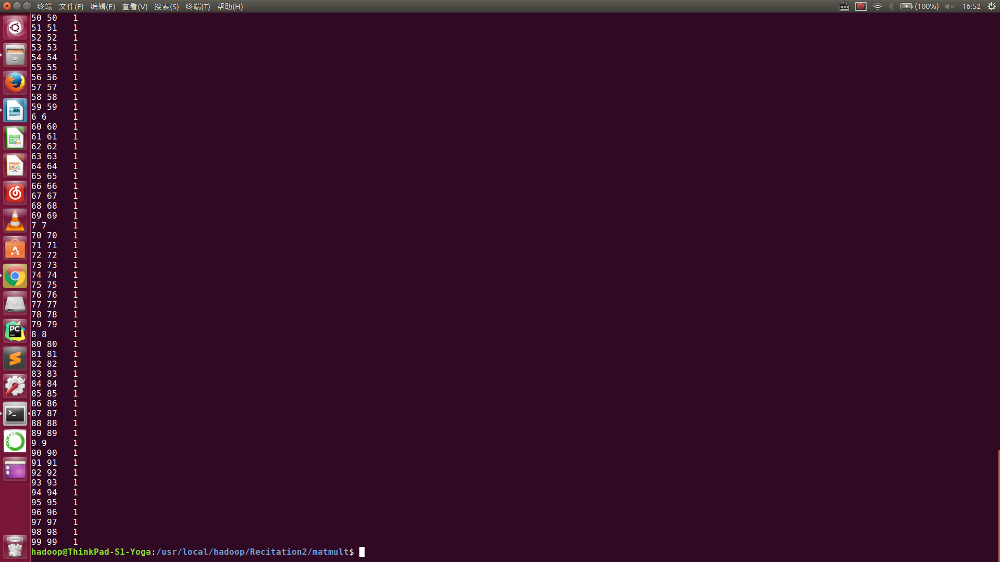 终端 文件(F) 编辑(E) 查看(V) 搜索(S) 终端(T) 帮助(H) (100%) 16:52
50 50 1
51 51 1
52 52 1
53 53 1
54 54 1
55 55 1
56 56 1
57 57 1
58 58 1
59 59 1
6 6 1
60 60 1
61 61 1
62 62 1
63 63 1
64 64 1
65 65 1
66 66 1
67 67 1
68 68 1
69 69 1
7 7 1
70 70 1
71 71 1
72 72 1
73 73 1
74 74 1
75 75 1
76 76 1
77 77 1
78 78 1
79 79 1
8 8 1
80 80 1
81 81 1
82 82 1
83 83 1
84 84 1
85 85 1
86 86 1
87 87 1
88 88 1
89 89 1
9 9 1
90 90 1
91 91 1
92 92 1
93 93 1
94 94 1
95 95 1
96 96 1
97 97 1
98 98 1
99 99 1
hadoop@ThinkPad-S1-Yoga:/usr/local/hadoop/Recitation2/matmult$
PC